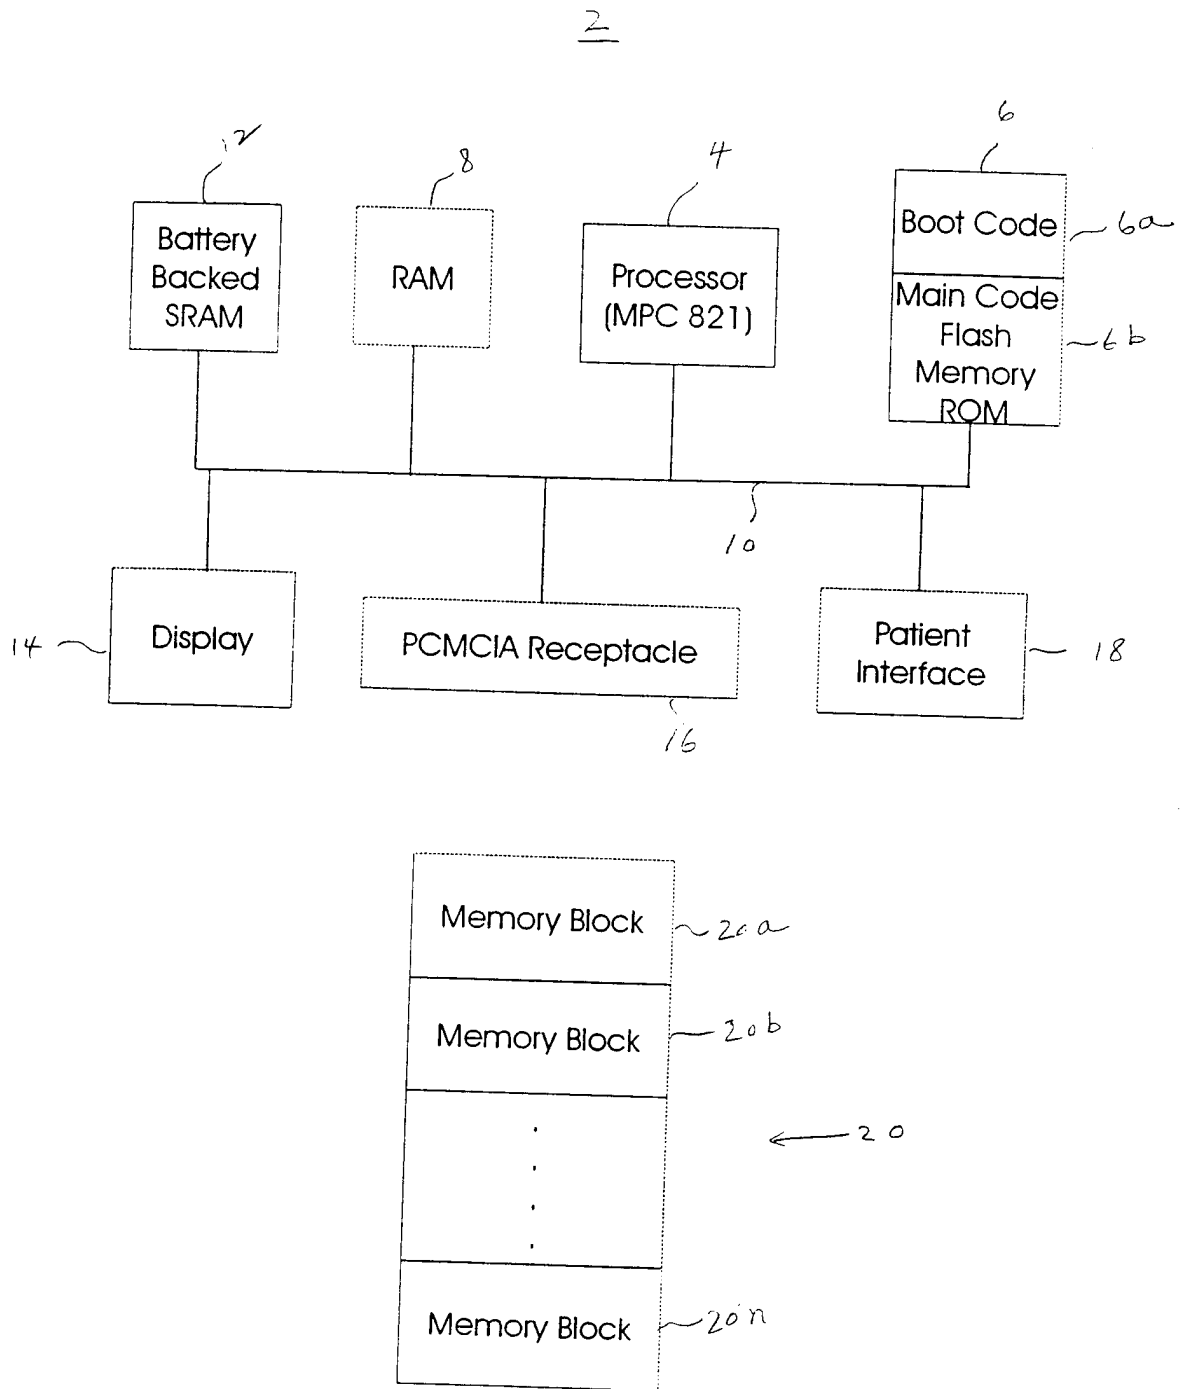 2
12
8
4
6
Battery
Backed
SRAM
RAM
Processor
(MPC 821)
Boot Code
6a
Main Code
Flash
Memory
ROM
6b
10
14
Display
PCMCIA Receptacle
16
Patient
Interface
18
Memory Block
20a
Memory Block
20b
20
Memory Block
20n